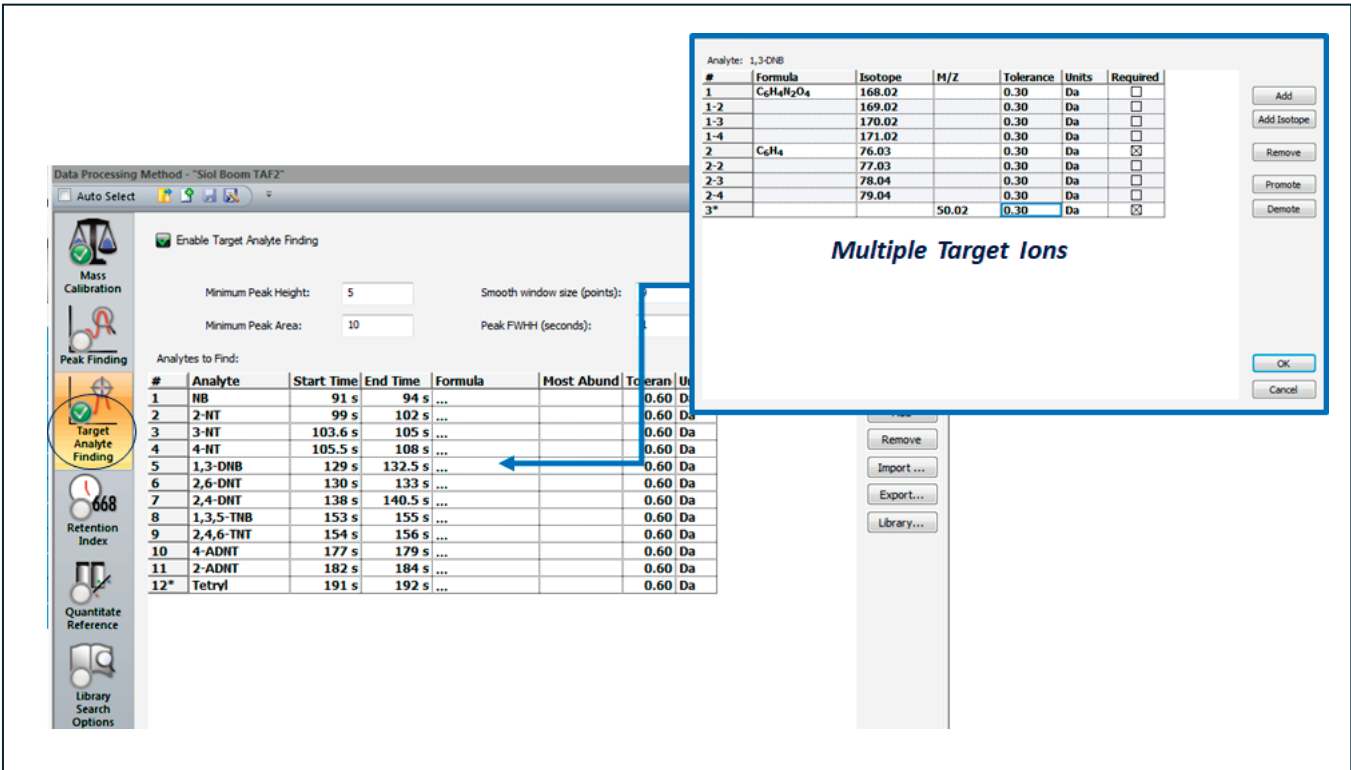 Analyte: 1,3-DNB
# Formula Isotope M/Z Tolerance Units Required
1 C₆H₄N₂O₄ 168.02 0.30 Da
1-2 169.02 0.30 Da
1-3 170.02 0.30 Da
1-4 171.02 0.30 Da
2 C₆H₄ 76.03 0.30 Da
2-2 77.03 0.30 Da
2-3 78.04 0.30 Da
2-4 79.04 0.30 Da
3* 50.02 0.30 Da
Add
Add Isotope
Remove
Promote
Demote
Multiple Target Ions
OK
Cancel
Data Processing Method - "Siol Boom TAF2"
Auto Select
Mass
Calibration
Peak Finding
Target
Analyte
Finding
668
Retention
Index
Quantitate
Reference
Library
Search
Options
Enable Target Analyte Finding
Minimum Peak Height: 5 Smooth window size (points):
Minimum Peak Area: 10 Peak FWHH (seconds):
Analytes to Find:
# Analyte Start Time End Time Formula Most Abund Toleran
1 NB 91 s 94 s ... 0.60
2 2-NT 99 s 102 s ... 0.60 Da
3 3-NT 103.6 s 105 s ... 0.60 Da
4 4-NT 105.5 s 108 s ... 0.60 Da
5 1,3-DNB 129 s 132.5 s ... 0.60 Da
6 2,6-DNT 130 s 133 s ... 0.60 Da
7 2,4-DNT 138 s 140.5 s ... 0.60 Da
8 1,3,5-TNB 153 s 155 s ... 0.60 Da
9 2,4,6-TNT 154 s 156 s ... 0.60 Da
10 4-ADNT 177 s 179 s ... 0.60 Da
11 2-ADNT 182 s 184 s ... 0.60 Da
12* Tetryl 191 s 192 s ... 0.60 Da
Remove
Import ...
Export...
Library...